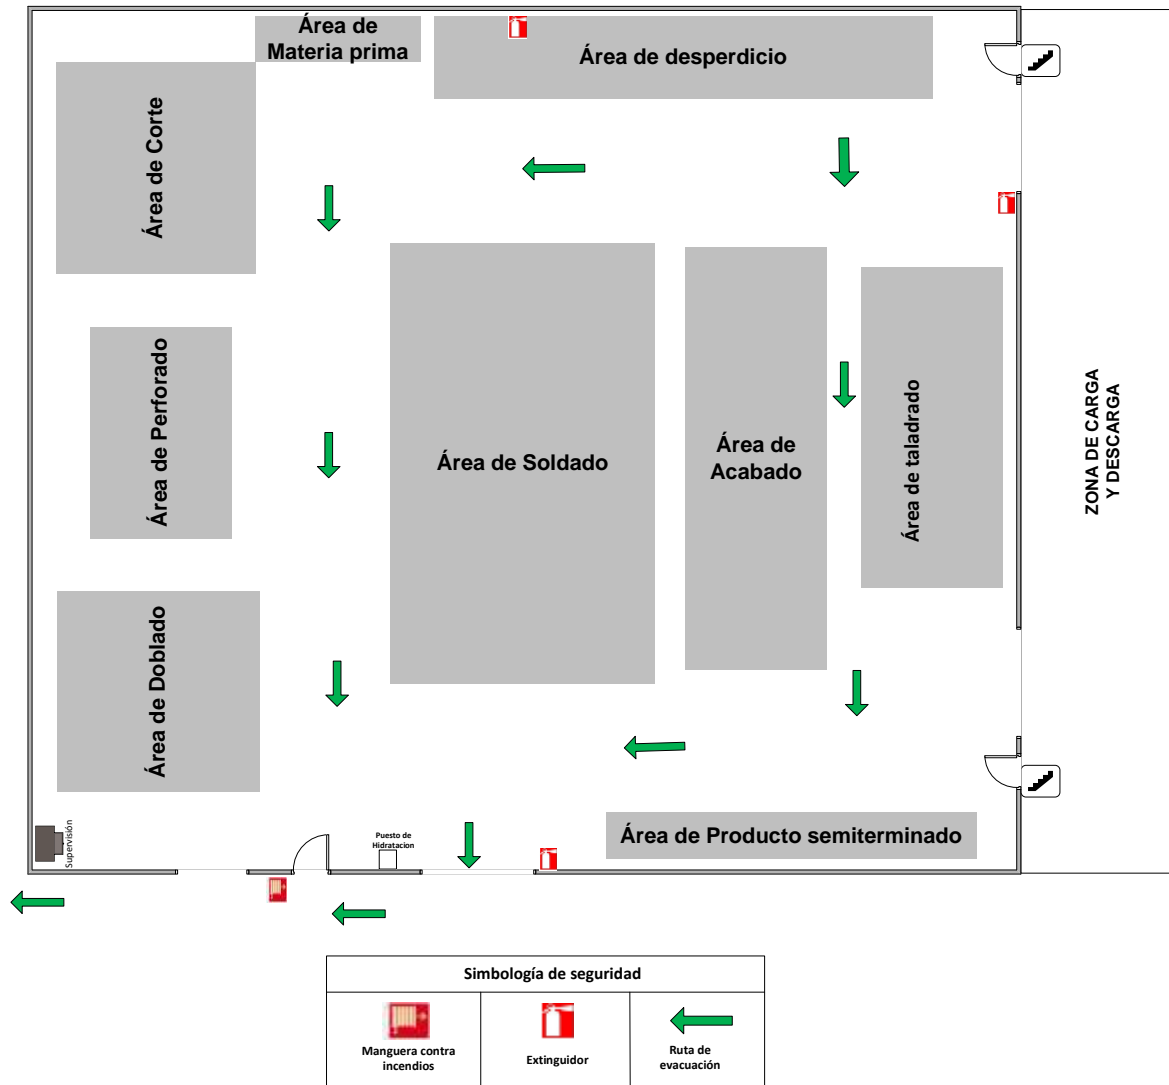 Área de
Materia prima
Área de desperdicio
Área de Corte
Área de Perforado
Área de Soldado
Área de
Acabado
Área de taladrado
ZONA DE CARGA
Y DESCARGA
Área de Doblado
Área de Producto semiterminado
Supervisión
Puesto de
Hidratacion
Simbología de seguridad
Manguera contra
incendios
Extinguidor
Ruta de
evacuación